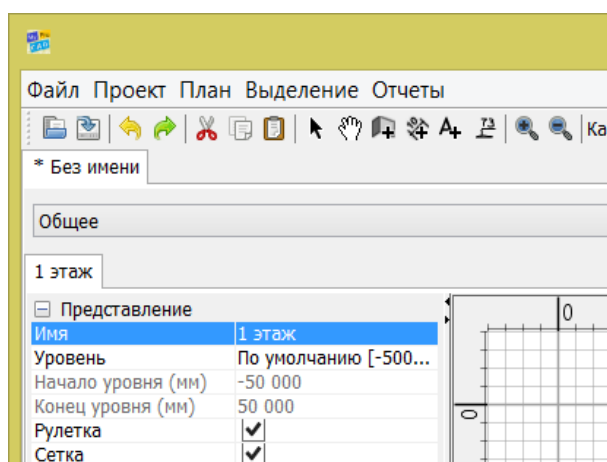 Файл Проект План Выделение Отчеты
Ка
* Без имени
Общее
1 этаж
Представление
0
Имя 1 этаж
Уровень По умолчанию [-500...
Начало уровня (мм) -50 000
Конец уровня (мм) 50 000
0
Рулетка
Сетка